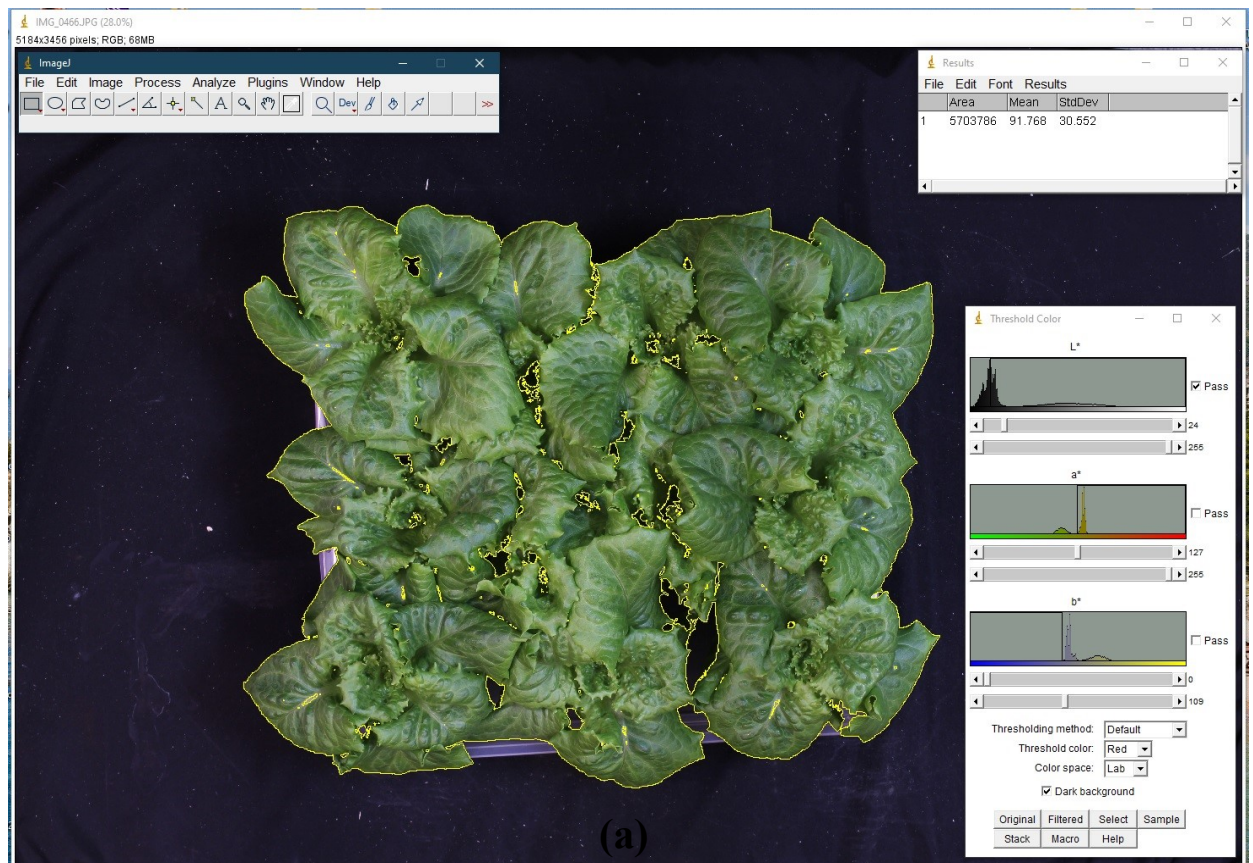 IMG_0466.JPG (28.0%)
5184x3456 pixels; RGB; 68MB
ImageJ
File Edit Image Process Analyze Plugins Window Help
A
Dev
>>
Results
File Edit Font Results
Area Mean StdDev
1 5703786 91.768 30.552
Threshold Color
L*
Pass
24
255
a*
Pass
127
255
b*
Pass
0
109
Thresholding method: Default
Threshold color: Red
Color space: Lab
Dark background
Original Filtered Select Sample
Stack Macro Help
(a)